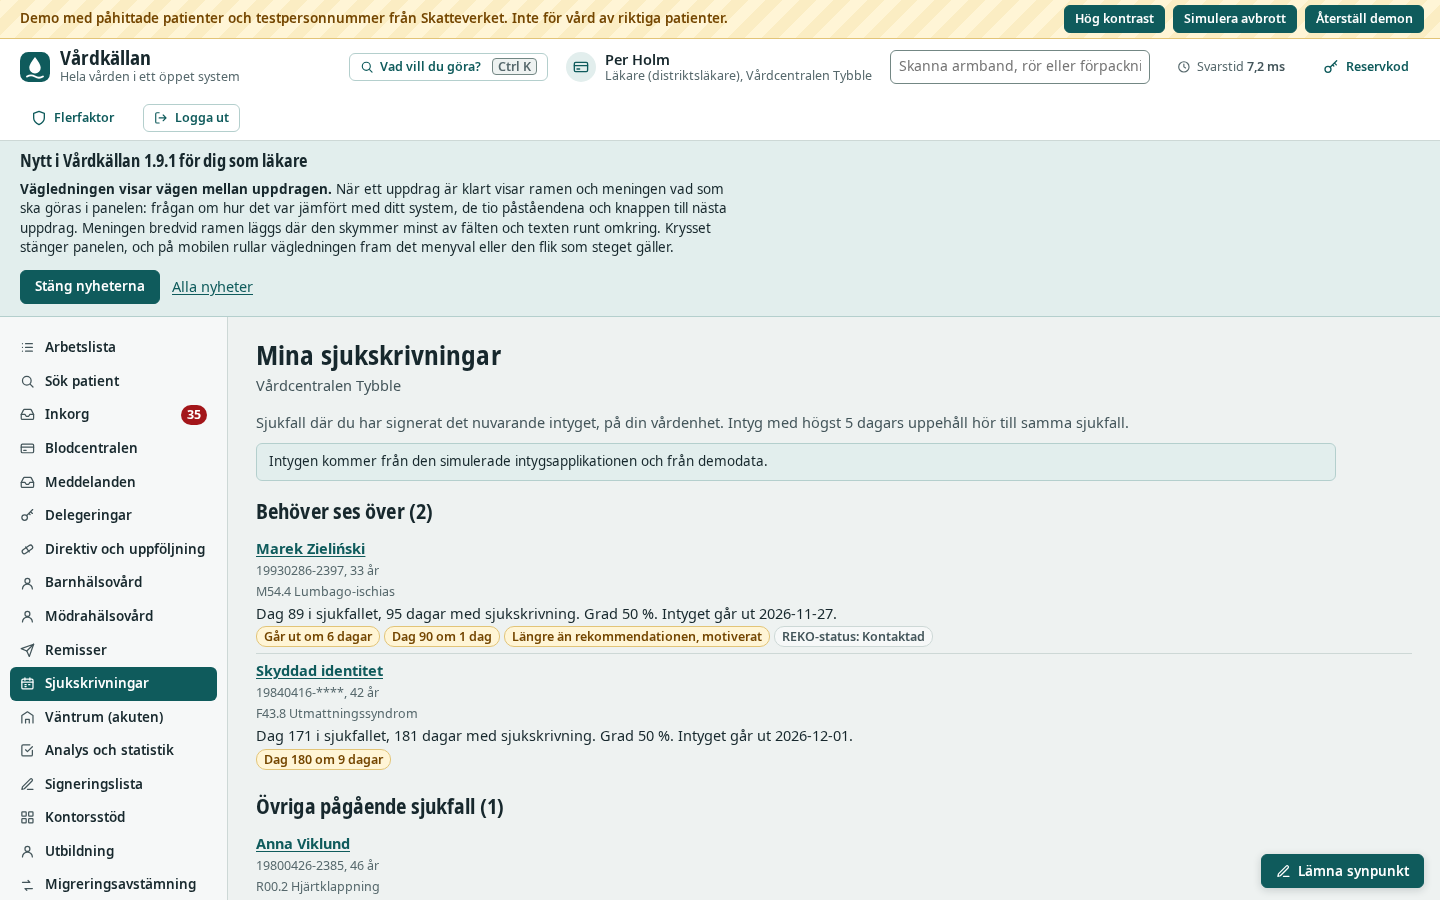 Demo med påhittade patienter och testpersonnummer från Skatteverket. Inte för vård av riktiga patienter.
Hög kontrast
Simulera avbrott
Återställ demon
Vårdkällan
Hela vården i ett öppet system
Vad vill du göra? Ctrl K
Per Holm
Läkare (distriktsläkare), Vårdcentralen Tybble
Skanna armband, rör eller förpackni
Svarstid 7,2 ms
Reservkod
Flerfaktor
Logga ut
Nytt i Vårdkällan 1.9.1 för dig som läkare
Vägledningen visar vägen mellan uppdragen. När ett uppdrag är klart visar ramen och meningen vad som
ska göras i panelen: frågan om hur det var jämfört med ditt system, de tio påståendena och knappen till nästa
uppdrag. Meningen bredvid ramen läggs där den skymmer minst av fälten och texten runt omkring. Krysset
stänger panelen, och på mobilen rullar vägledningen fram det menyval eller den flik som steget gäller.
Stäng nyheterna
Alla nyheter
Arbetslista
Sök patient
Inkorg 35
Blodcentralen
Meddelanden
Delegeringar
Direktiv och uppföljning
Barnhälsovård
Mödrahälsovård
Remisser
Sjukskrivningar
Väntrum (akuten)
Analys och statistik
Signeringslista
Kontorsstöd
Utbildning
Migreringsavstämning
Mina sjukskrivningar
Vårdcentralen Tybble
Sjukfall där du har signerat det nuvarande intyget, på din vårdenhet. Intyg med högst 5 dagars uppehåll hör till samma sjukfall.
Intygen kommer från den simulerade intygsapplikationen och från demodata.
Behöver ses över (2)
Marek Zieliński
19930286-2397, 33 år
M54.4 Lumbago-ischias
Dag 89 i sjukfallet, 95 dagar med sjukskrivning. Grad 50 %. Intyget går ut 2026-11-27.
Går ut om 6 dagar
Dag 90 om 1 dag
Längre än rekommendationen, motiverat
REKO-status: Kontaktad
Skyddad identitet
19840416-****, 42 år
F43.8 Utmattningssyndrom
Dag 171 i sjukfallet, 181 dagar med sjukskrivning. Grad 50 %. Intyget går ut 2026-12-01.
Dag 180 om 9 dagar
Övriga pågående sjukfall (1)
Anna Viklund
19800426-2385, 46 år
R00.2 Hjärtklappning
Lämna synpunkt